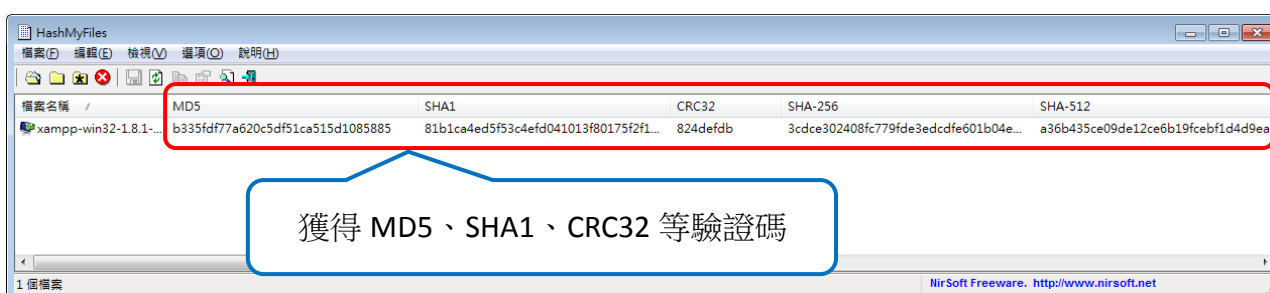 HashMyFiles
檔案(F) 編輯(E) 檢視(V) 選項(O) 說明(H)
檔案名稱 / MD5 SHA1 CRC32 SHA-256 SHA-512
xampp-win32-1.8.1-... b335fdf77a620c5df51ca515d1085885 81b1ca4ed5f53c4efd041013f80175f2f1... 824defdb 3cdce302408fc779fde3edcdfe601b04e... a36b435ce09de12ce6b19fcebf1d4d9ea
獲得 MD5、SHA1、CRC32 等驗證碼
1 個檔案 NirSoft Freeware. http://www.nirsoft.net